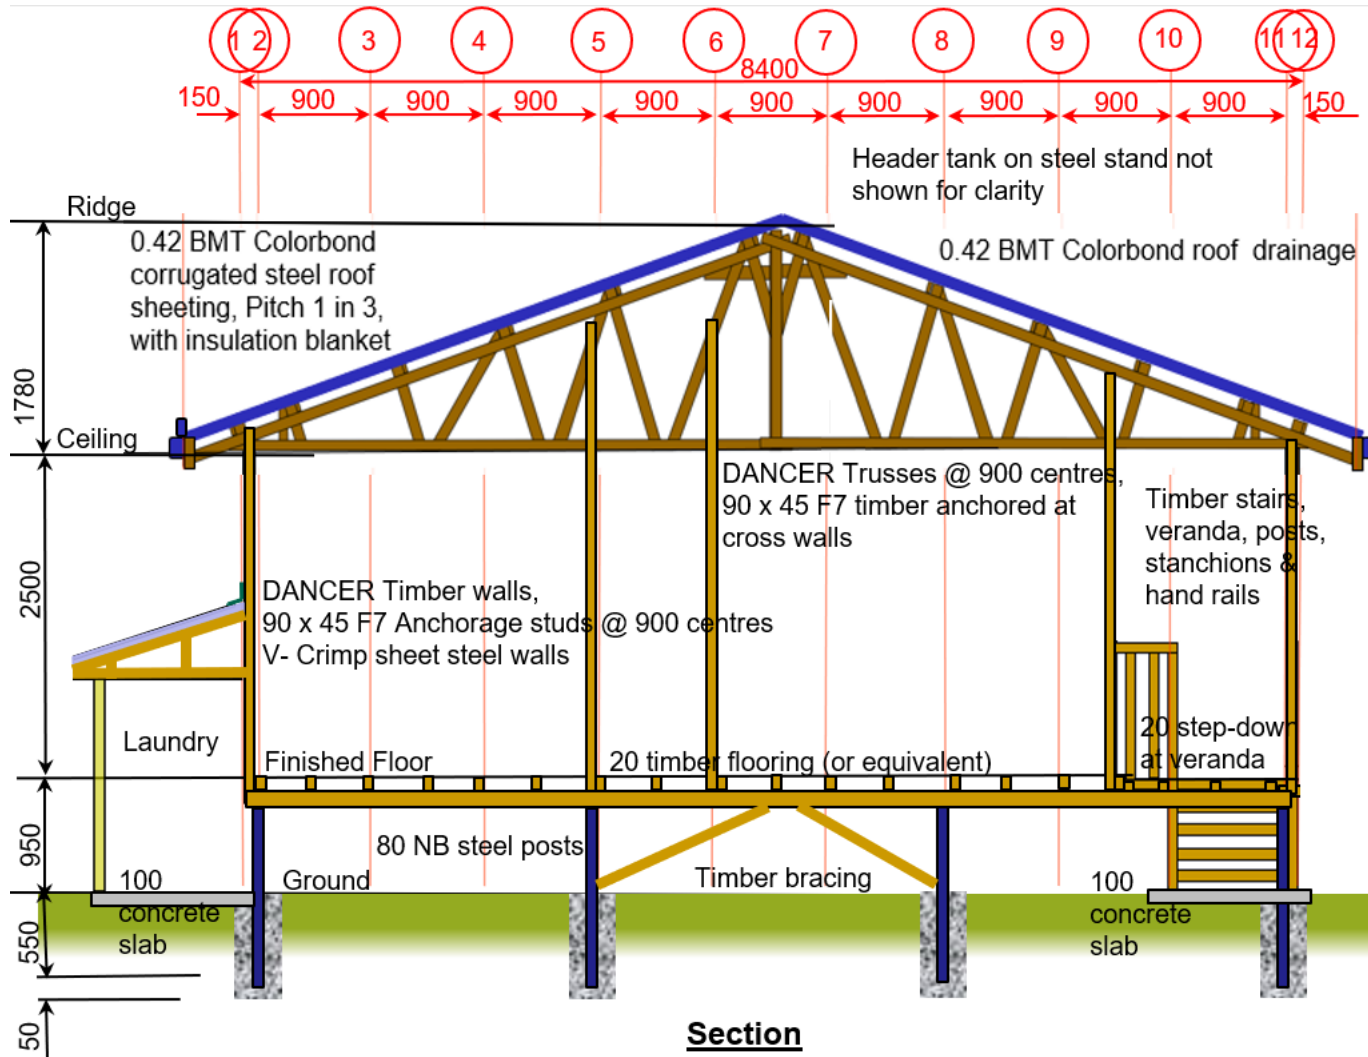 1 2 3 4 5 6 7 8 9 10 11 12
8400
150 900 900 900 900 900 900 900 900 900 150
Header tank on steel stand not
shown for clarity
Ridge
0.42 BMT Colorbond
corrugated steel roof
sheeting, Pitch 1 in 3,
with insulation blanket
0.42 BMT Colorbond roof drainage
1780
Ceiling
DANCER Trusses @ 900 centres,
90 x 45 F7 timber anchored at
cross walls
Timber stairs,
veranda, posts,
stanchions &
hand rails
2500
DANCER Timber walls,
90 x 45 F7 Anchorage studs @ 900 centres
V- Crimp sheet steel walls
Laundry
Finished Floor
20 timber flooring (or equivalent)
20 step-down
at veranda
950
80 NB steel posts
Timber bracing
Ground
100
concrete
slab
100
concrete
slab
550
50
Section